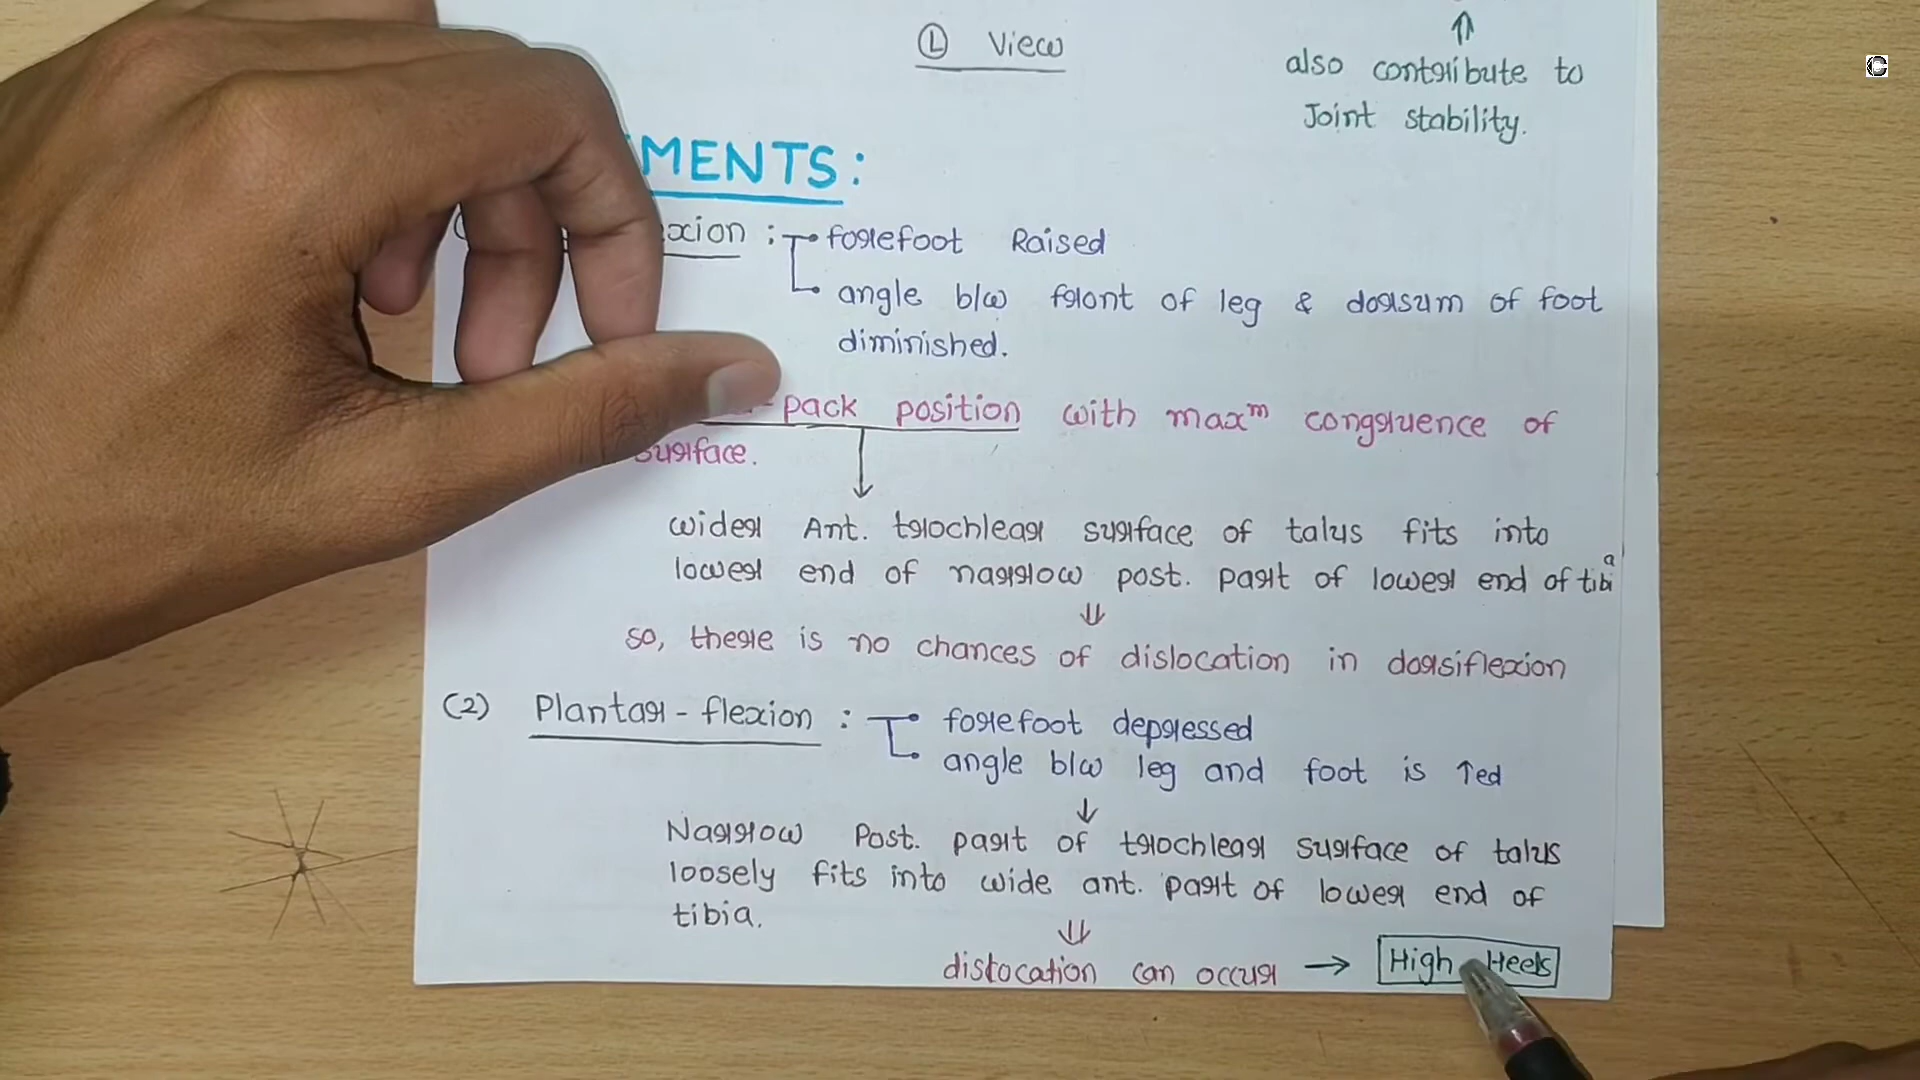 Ⓛ View
⇑
also contribute to
Joint stability.
MENTS:
xion : forefoot Raised
angle b/w front of leg & dorsum of foot
diminished.
pack position with maxᵐ congruence of
surface.
↓
wider Ant. trochlear surface of talus fits into
lower end of narrow post. part of lower end of tibia
⇓
so, there is no chances of dislocation in dorsiflexion
(2) Plantar-flexion : forefoot depressed
angle b/w leg and foot is ↑ed
↓
Narrow Post. part of trochlear surface of talus
loosely fits into wide ant. part of lower end of
tibia.
⇓
dislocation can occur → High Heels